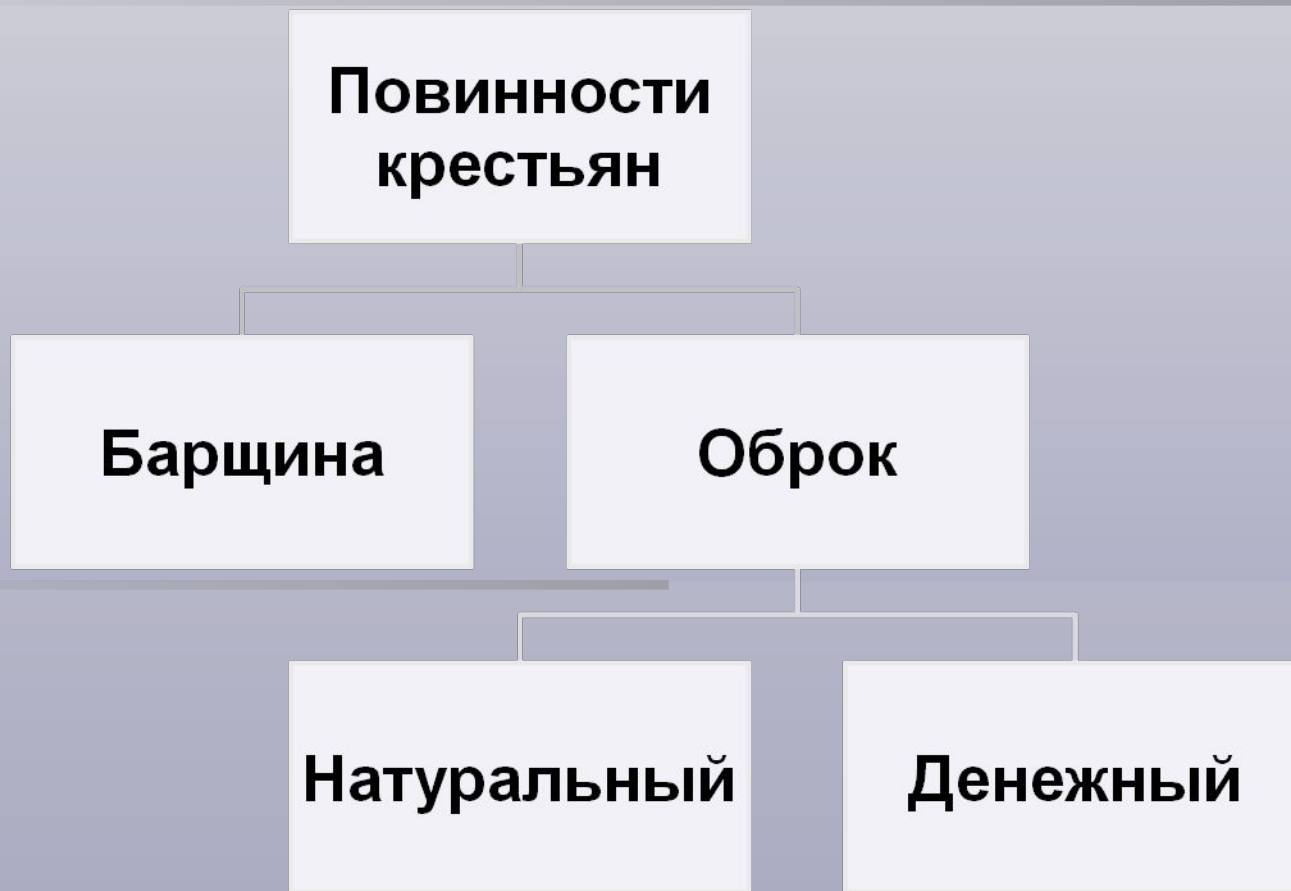 Повинности
крестьян
Барщина
Оброк
Натуральный
Денежный